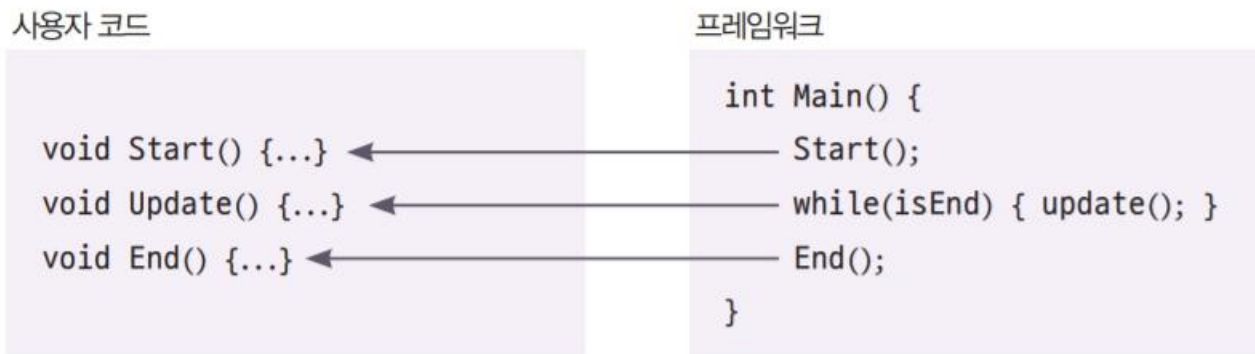 사용자 코드
void Start() {...}
void Update() {...}
void End() {...}
프레임워크
int Main() {
Start();
while(isEnd) { update(); }
End();
}